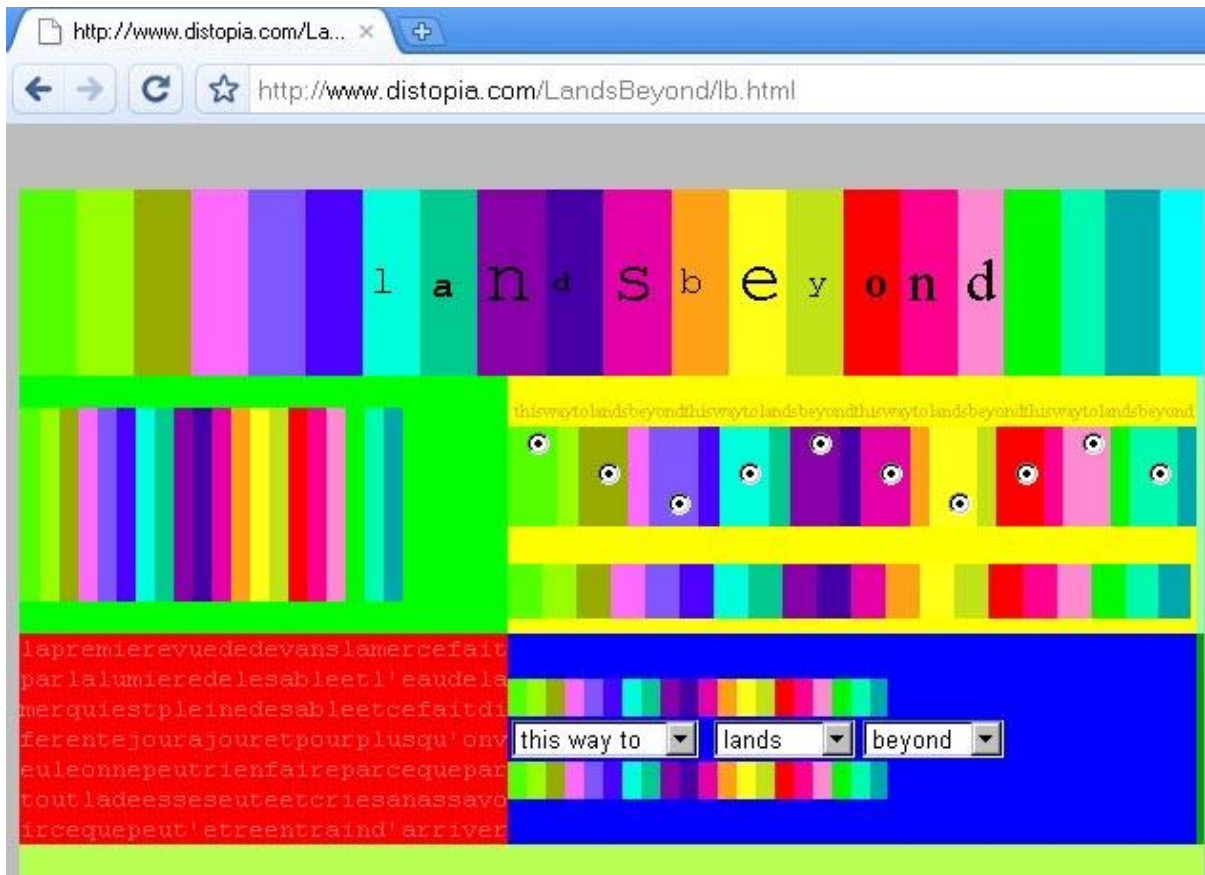 http://www.distopia.com/La...
http://www.distopia.com/LandsBeyond/lb.html
l a n d s b e y o n d
thiswaytolandsbeyondthiswaytolandsbeyondthiswaytolandsbeyondthiswaytolandsbeyond
lapremierevuededevanslamercefait
parlalumieredelesableetl'eaudela
merquiestpleinedesableetcefaitdi
ferentejourajouretpourplusqu'onv
euleonnepeutrienfaireparcequepar
toutladeesseseuteetcriesanassavo
ircequepeut'etreentraind'arriver
this way to lands beyond